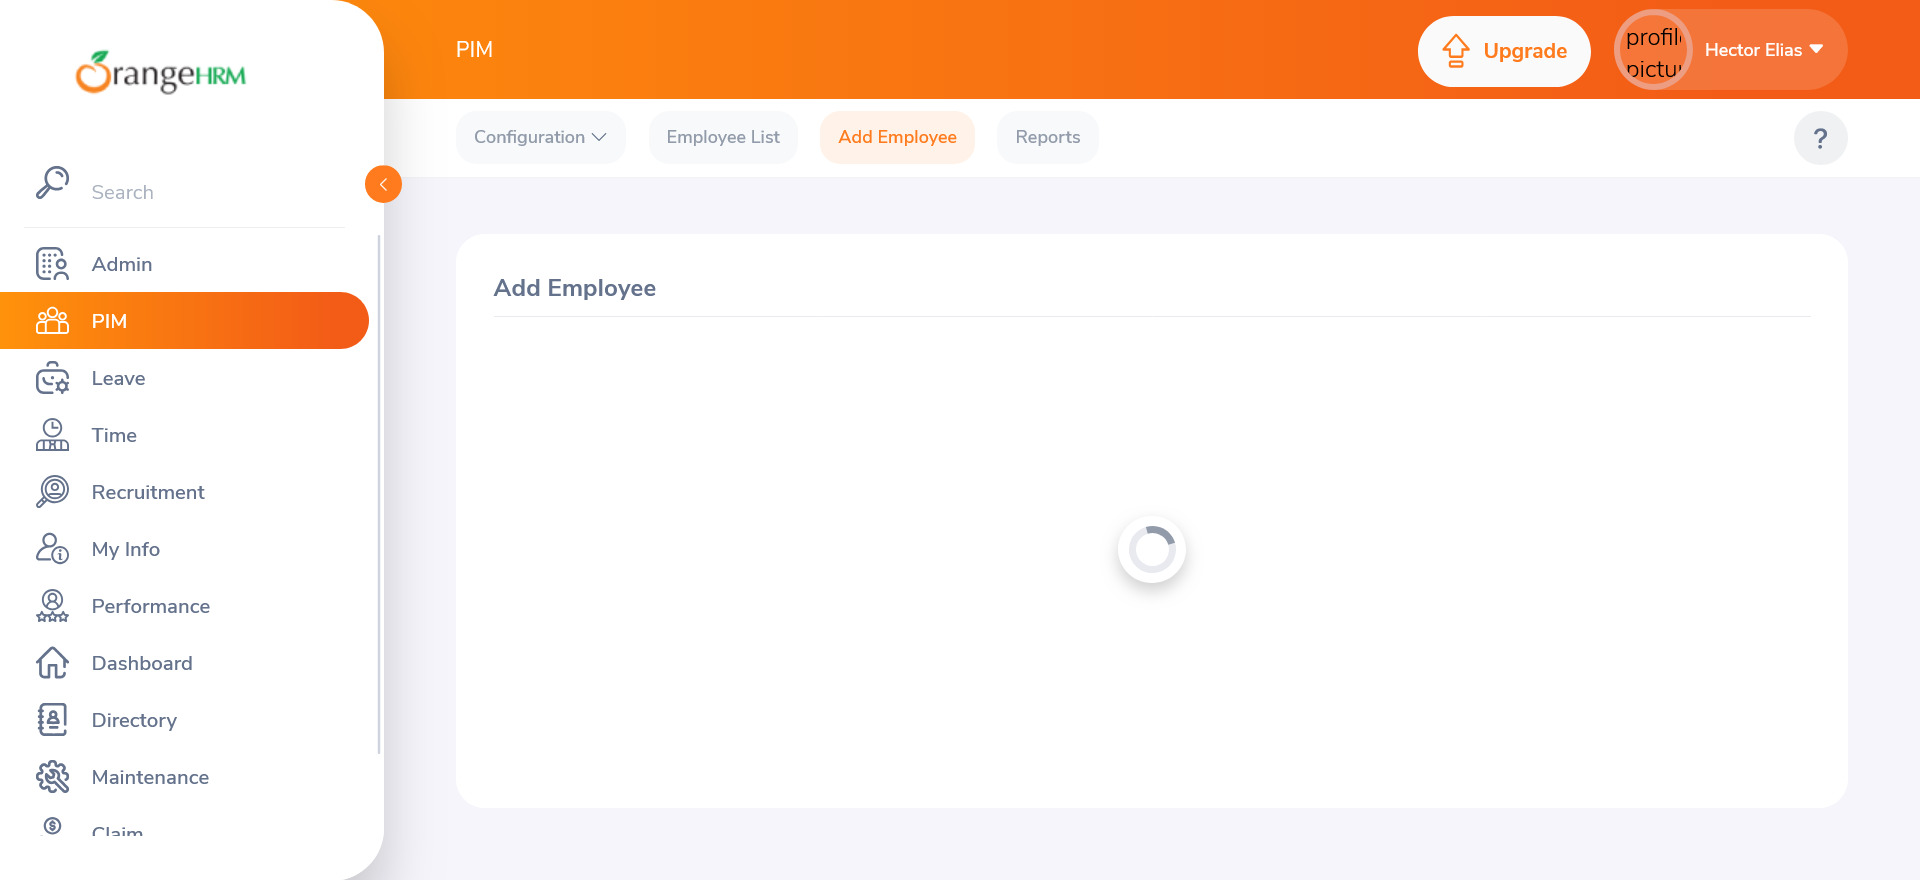 OrangeHRM
Search
Admin
PIM
Leave
Time
Recruitment
My Info
Performance
Dashboard
Directory
Maintenance
Claim
PIM
Upgrade
profil
pictu
Hector Elias
Configuration
Employee List
Add Employee
Reports
?
Add Employee